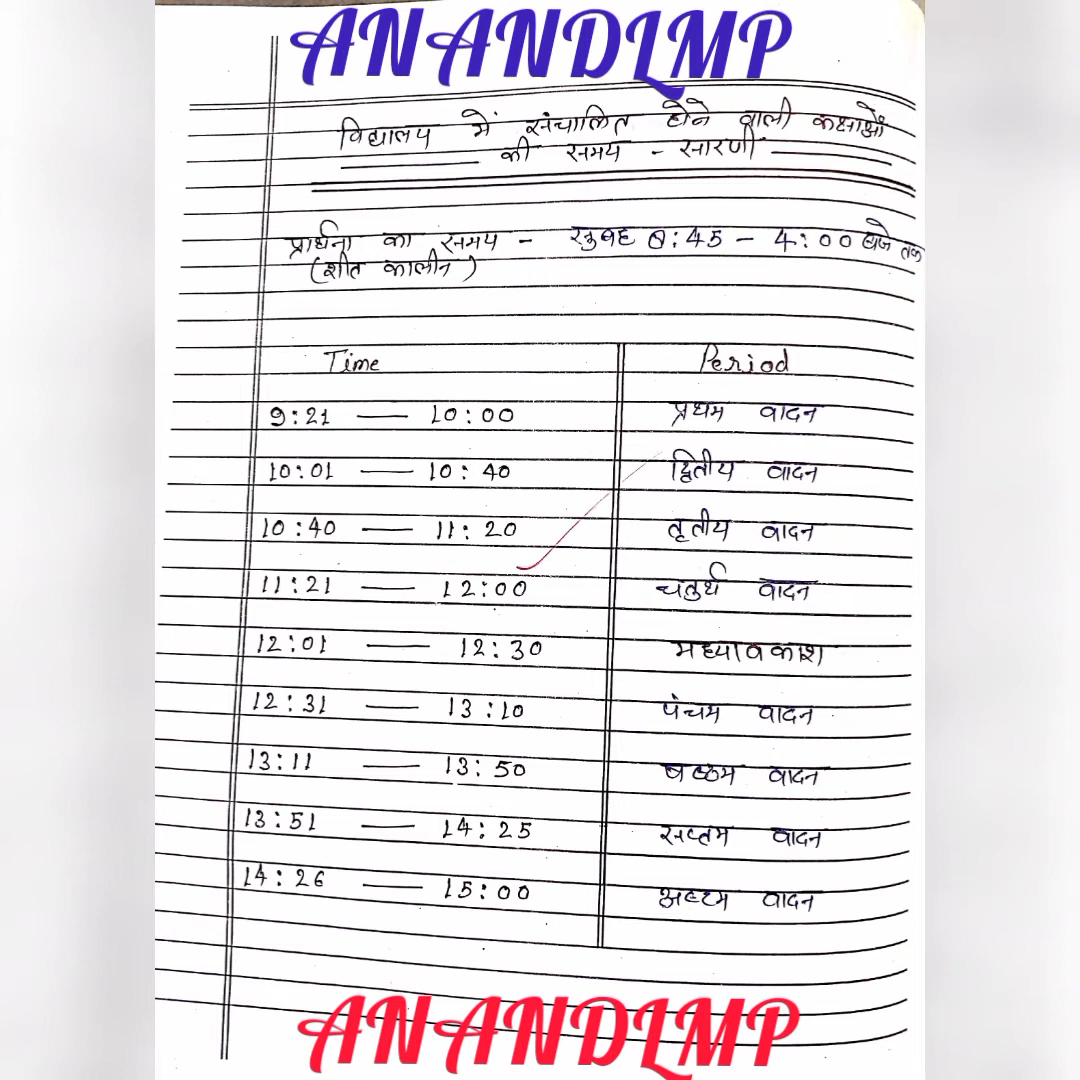 ANANDLMP
विद्यालय में संचालित होने वाली कक्षाओं
की समय - सारणी
प्रार्थना का समय - सुबह 8:45 - 4:00 बजे तक
(शीत कालीन)
Time Period
9:21 — 10:00 प्रथम वादन
10:01 — 10:40 द्वितीय वादन
10:40 — 11:20 तृतीय वादन
11:21 — 12:00 चतुर्थ वादन
12:01 — 12:30 मध्यावकाश
12:31 — 13:10 पंचम वादन
13:11 — 13:50 षष्ठम वादन
13:51 — 14:25 सप्तम वादन
14:26 — 15:00 अष्टम वादन
ANANDLMP